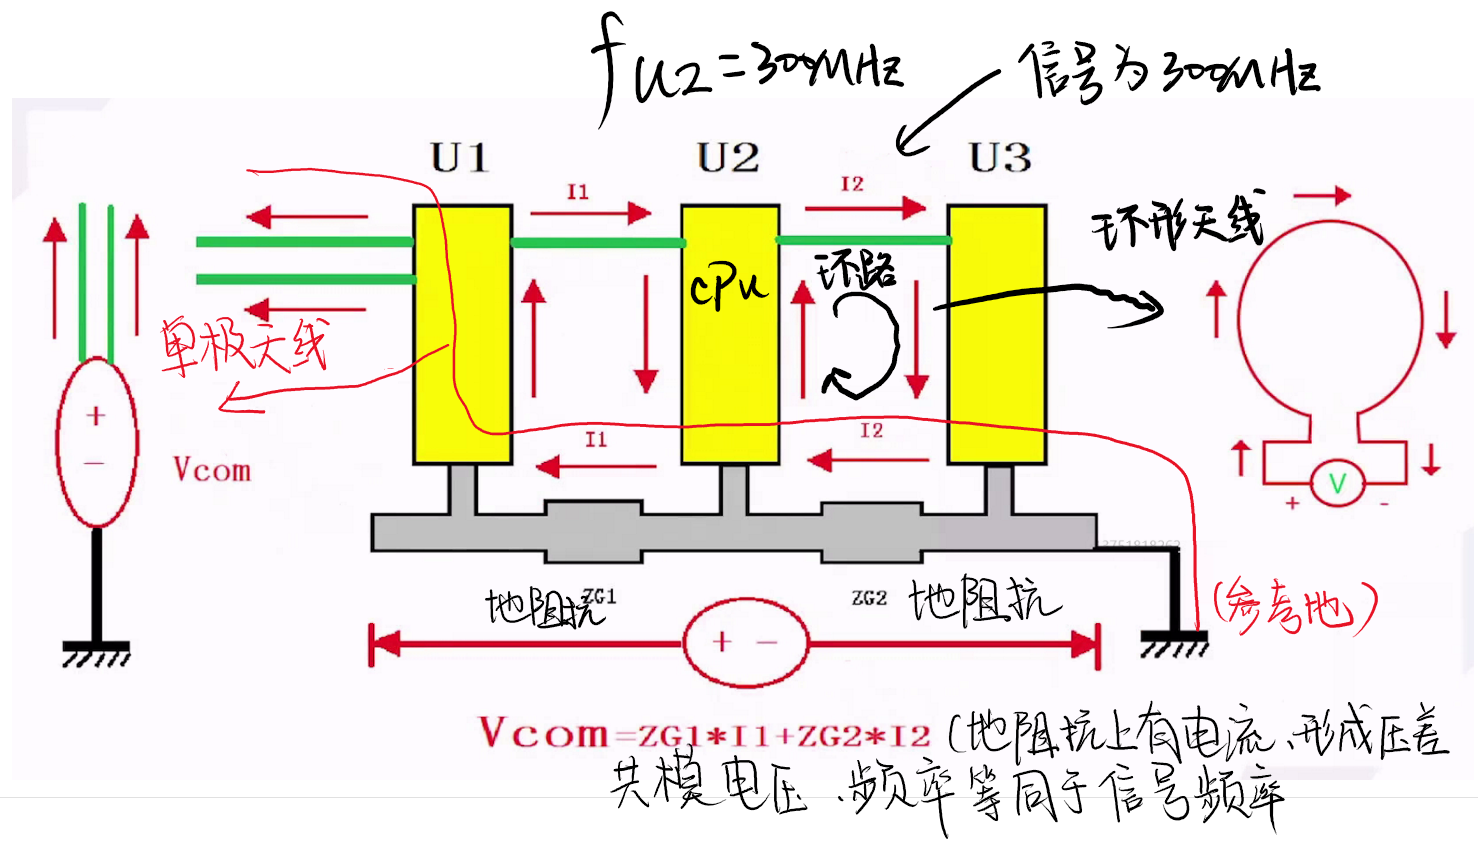 fU2=300MHz
信号为300MHz
U1
U2
U3
I1
I2
环形天线
环路
CPU
单极天线
+
−
Vcom
I1
I2
V
+
-
13751818262
地阻抗
ZG1
ZG2
地阻抗
(参考地)
+ −
Vcom=ZG1*I1+ZG2*I2
(地阻抗上有电流、形成压差
共模电压、频率等同于信号频率